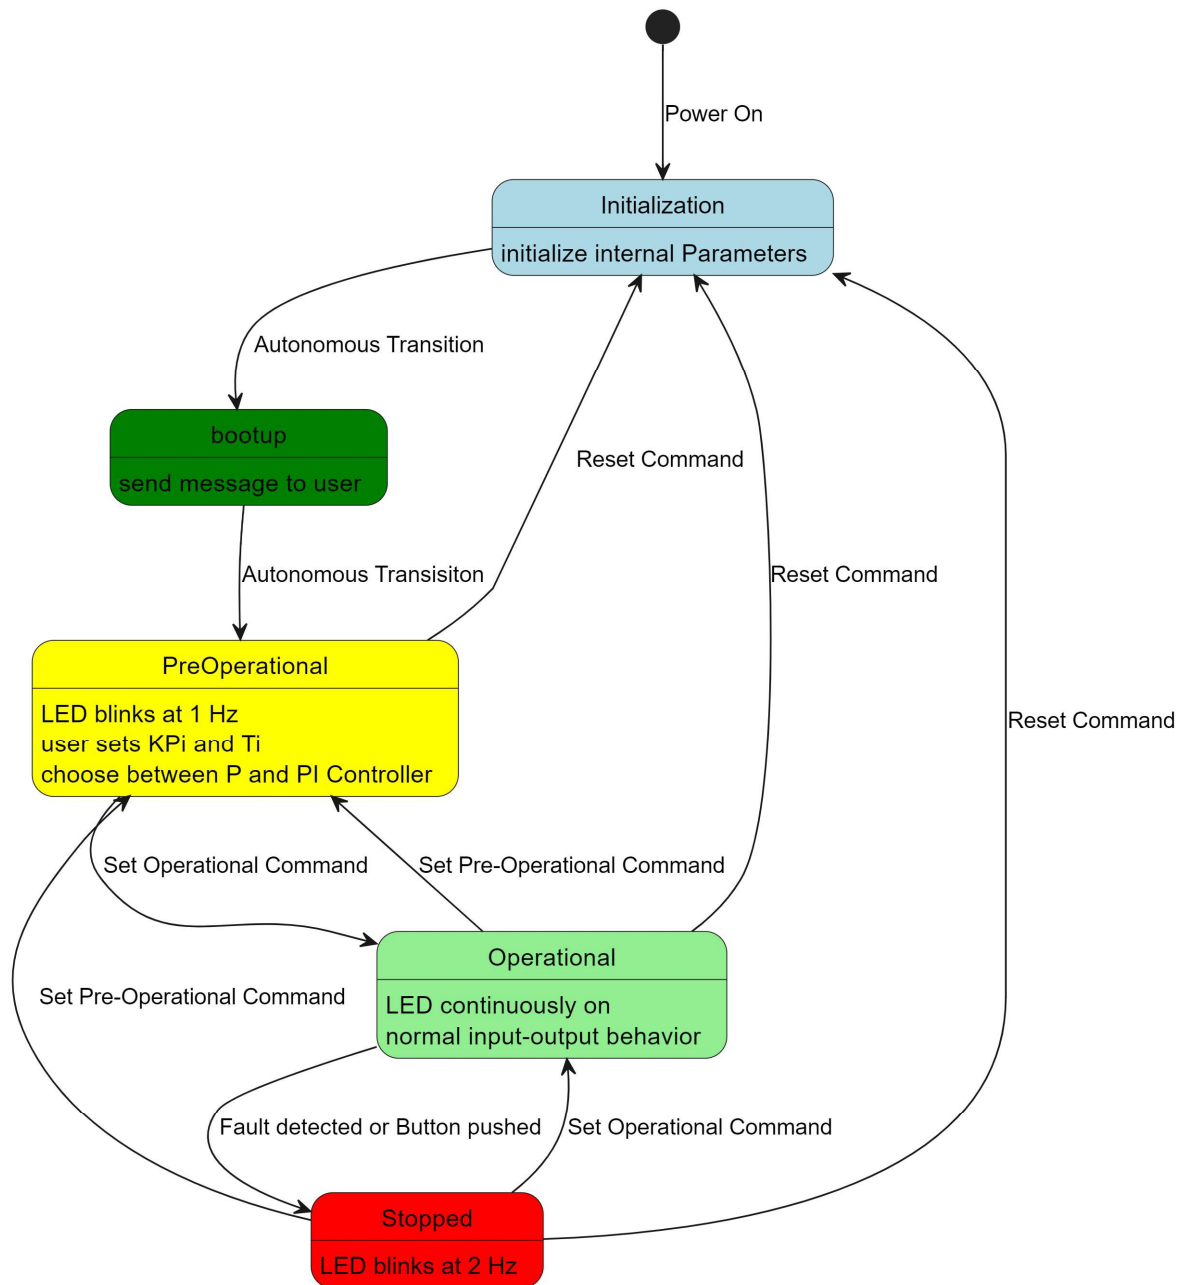 Power On
Initialization
initialize internal Parameters
Autonomous Transition
bootup
send message to user
Reset Command
Autonomous Transisiton
Reset Command
PreOperational
LED blinks at 1 Hz
user sets KPi and Ti
choose between P and PI Controller
Reset Command
Set Operational Command
Set Pre-Operational Command
Operational
LED continuously on
normal input-output behavior
Set Pre-Operational Command
Fault detected or Button pushed
Set Operational Command
Stopped
LED blinks at 2 Hz